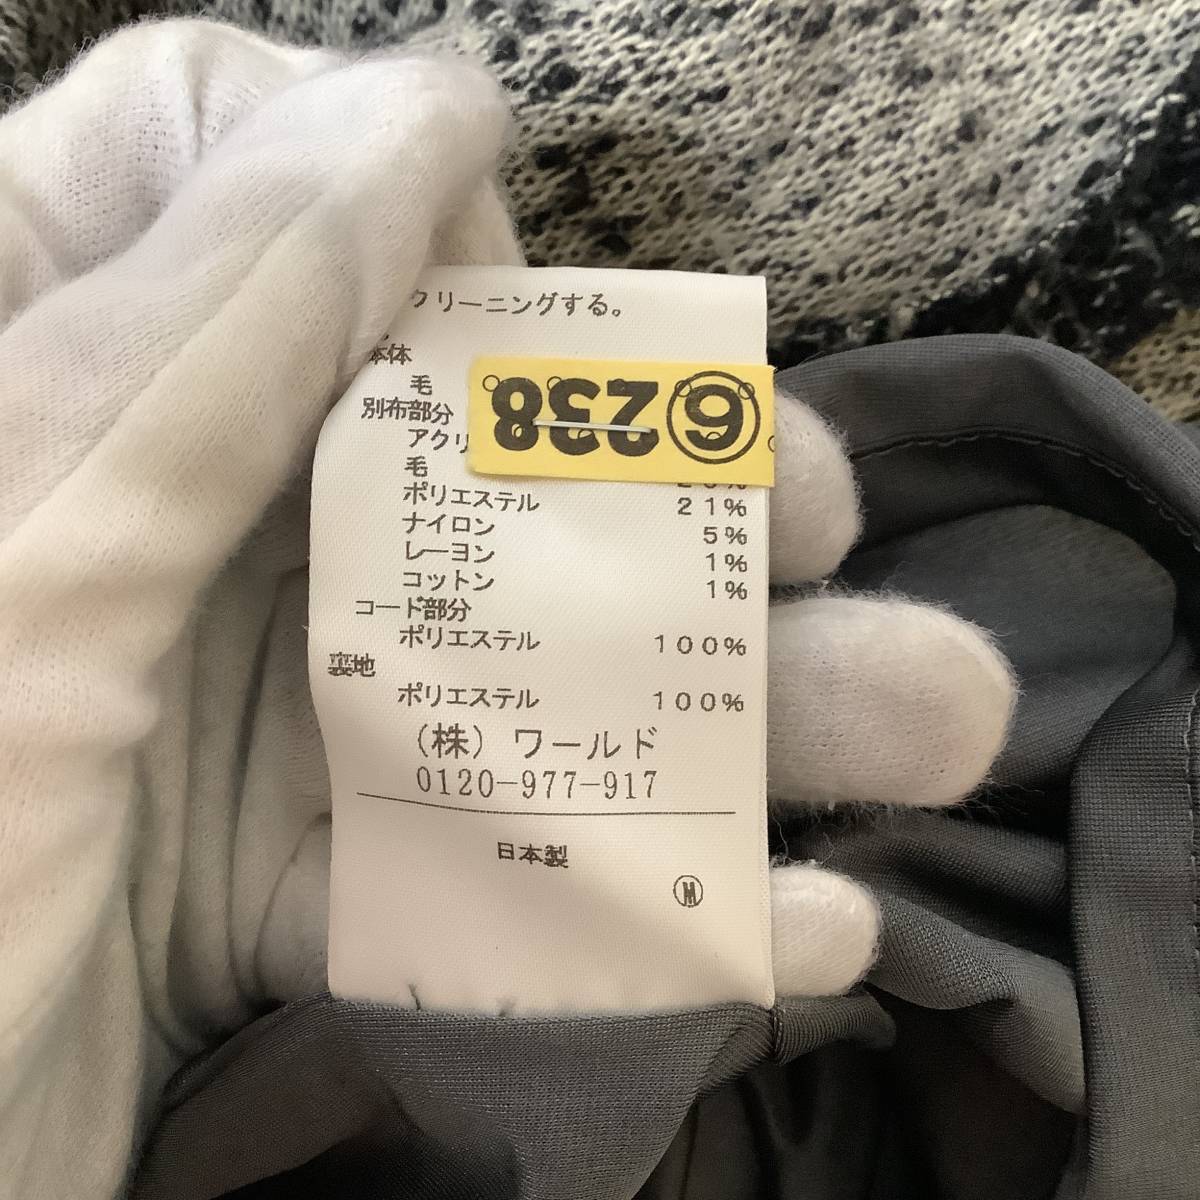 クリーニングする。
本体
毛
別布部分
アクリ
毛
ポリエステル 21%
ナイロン 5%
レーヨン 1%
コットン 1%
コード部分
ポリエステル 100%
裏地
ポリエステル 100%
(株) ワールド
0120-977-917
日本製
Ⓜ
⑥238